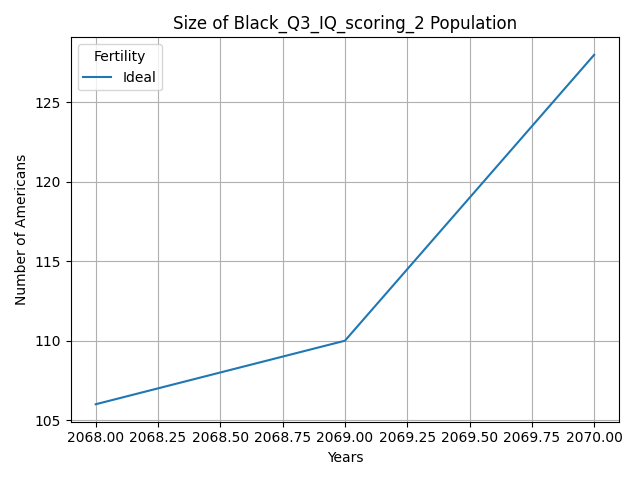 Size of Black_Q3_IQ_scoring_2 Population
Fertility
Ideal
Number of Americans
125
120
115
110
105
2068.00 2068.25 2068.50 2068.75 2069.00 2069.25 2069.50 2069.75 2070.00
Years